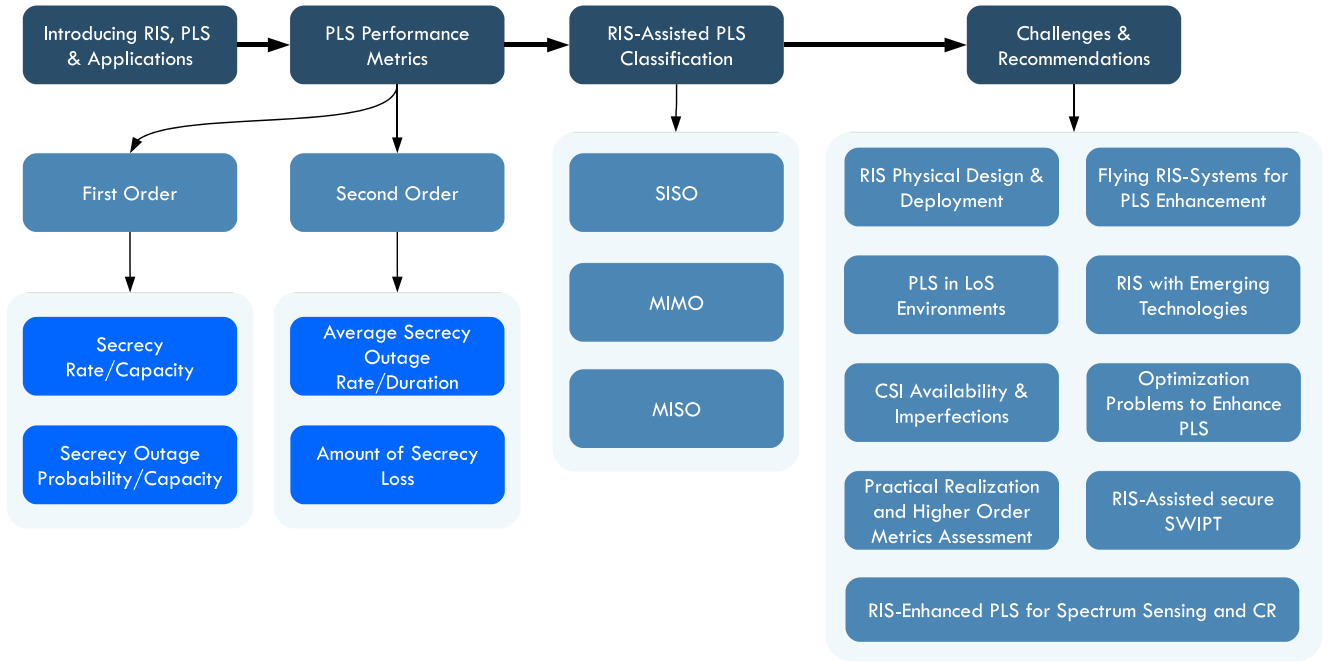 Introducing RIS, PLS
& Applications
PLS Performance
Metrics
RIS-Assisted PLS
Classification
Challenges &
Recommendations
First Order
Second Order
Secrecy
Rate/Capacity
Secrecy Outage
Probability/Capacity
Average Secrecy
Outage
Rate/Duration
Amount of Secrecy
Loss
SISO
MIMO
MISO
RIS Physical Design &
Deployment
Flying RIS-Systems for
PLS Enhancement
PLS in LoS
Environments
RIS with Emerging
Technologies
CSI Availability &
Imperfections
Optimization
Problems to Enhance
PLS
Practical Realization
and Higher Order
Metrics Assessment
RIS-Assisted secure
SWIPT
RIS-Enhanced PLS for Spectrum Sensing and CR